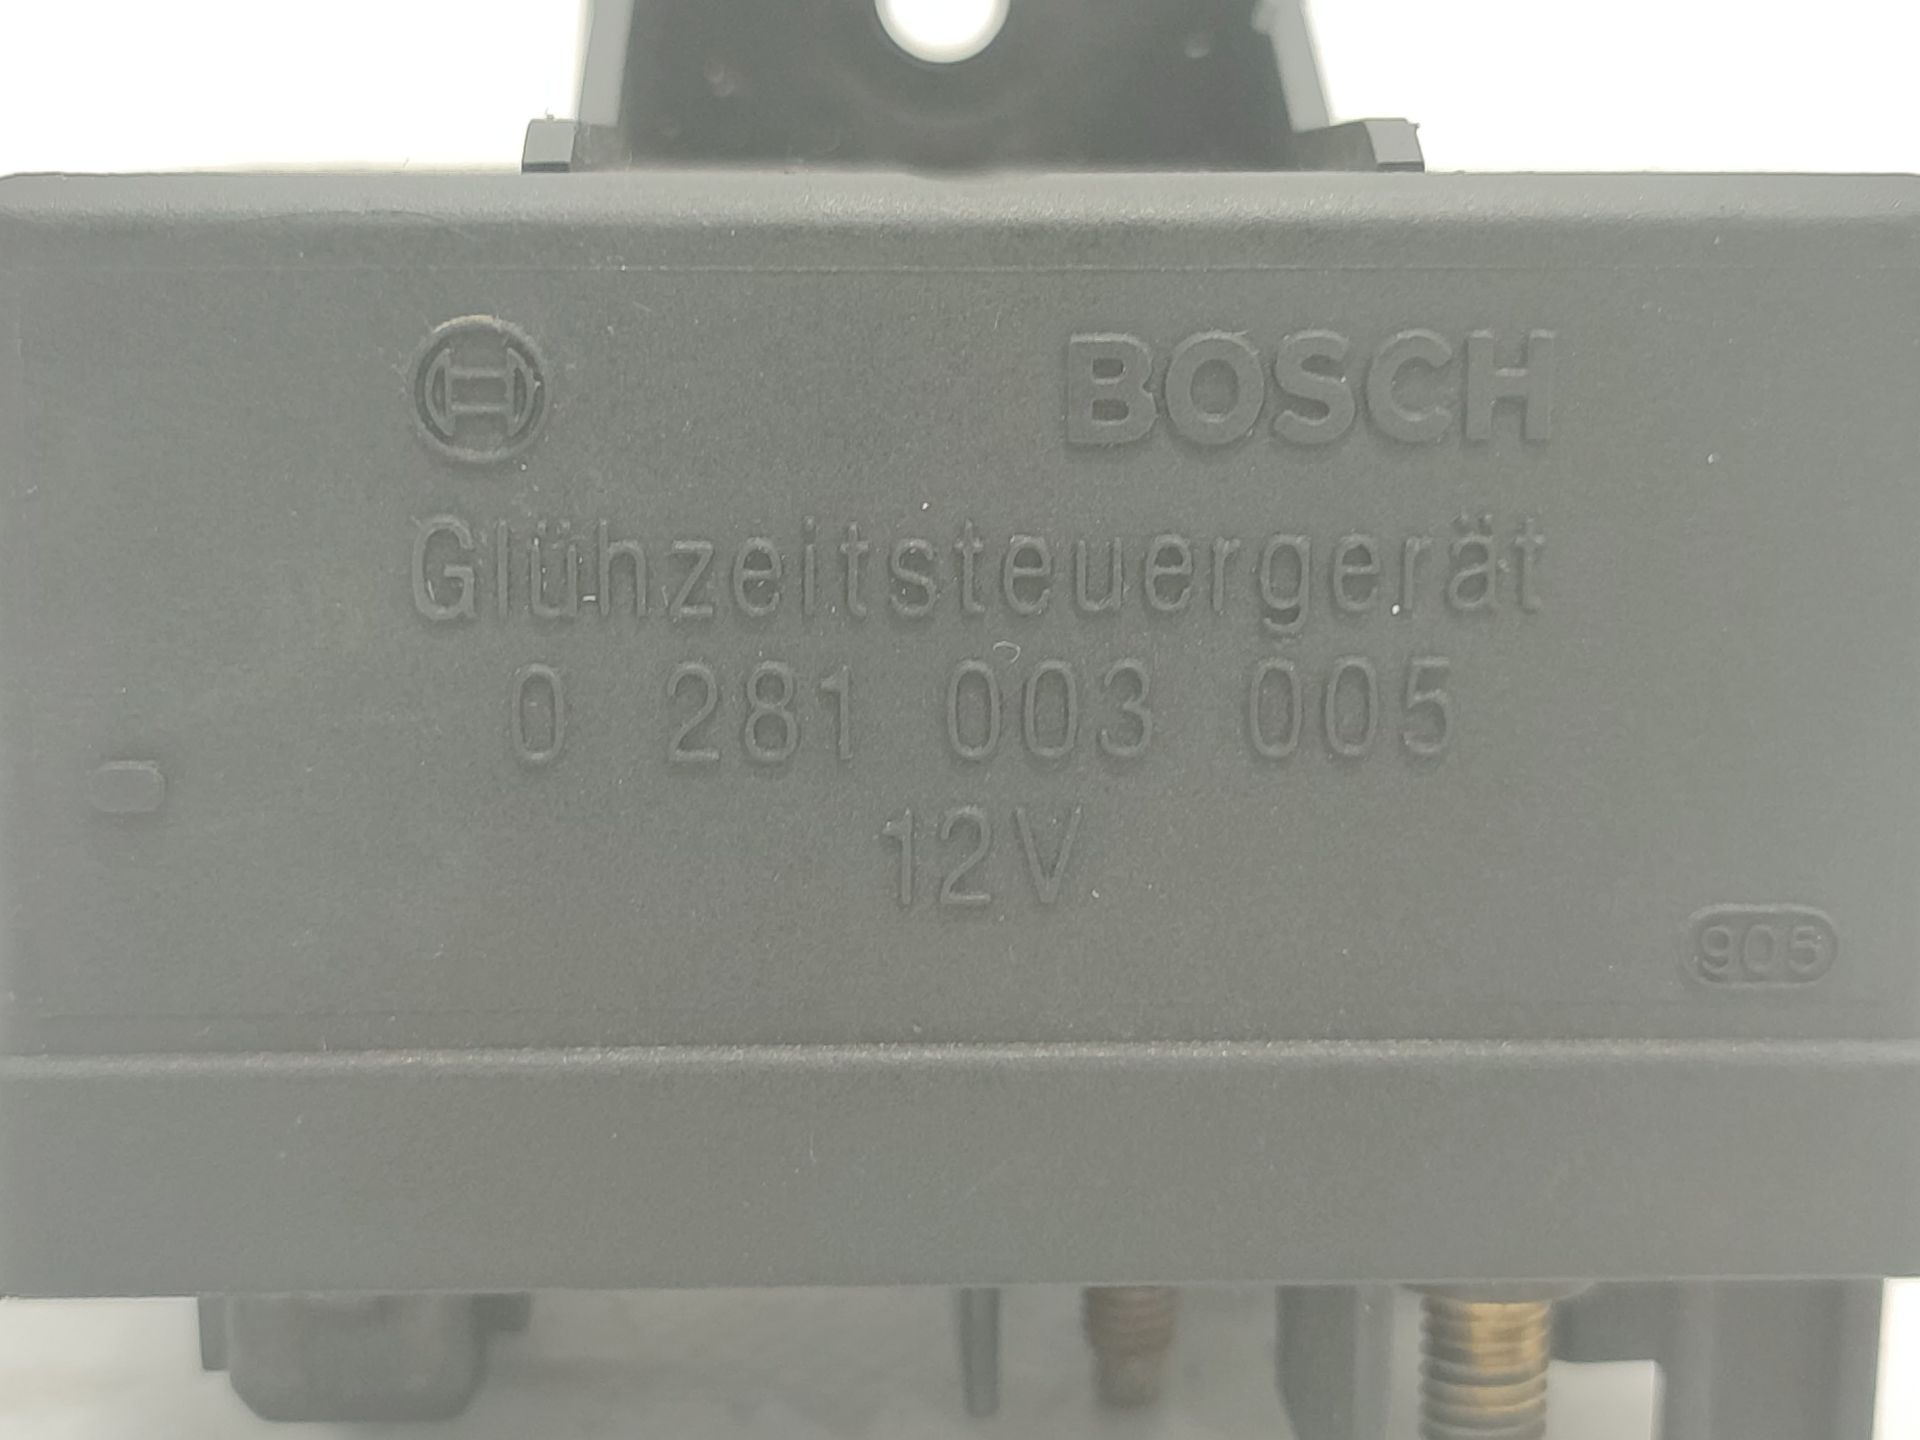 BOSCH
Glühzeitsteuergerät
0 281 003 005
12V
905